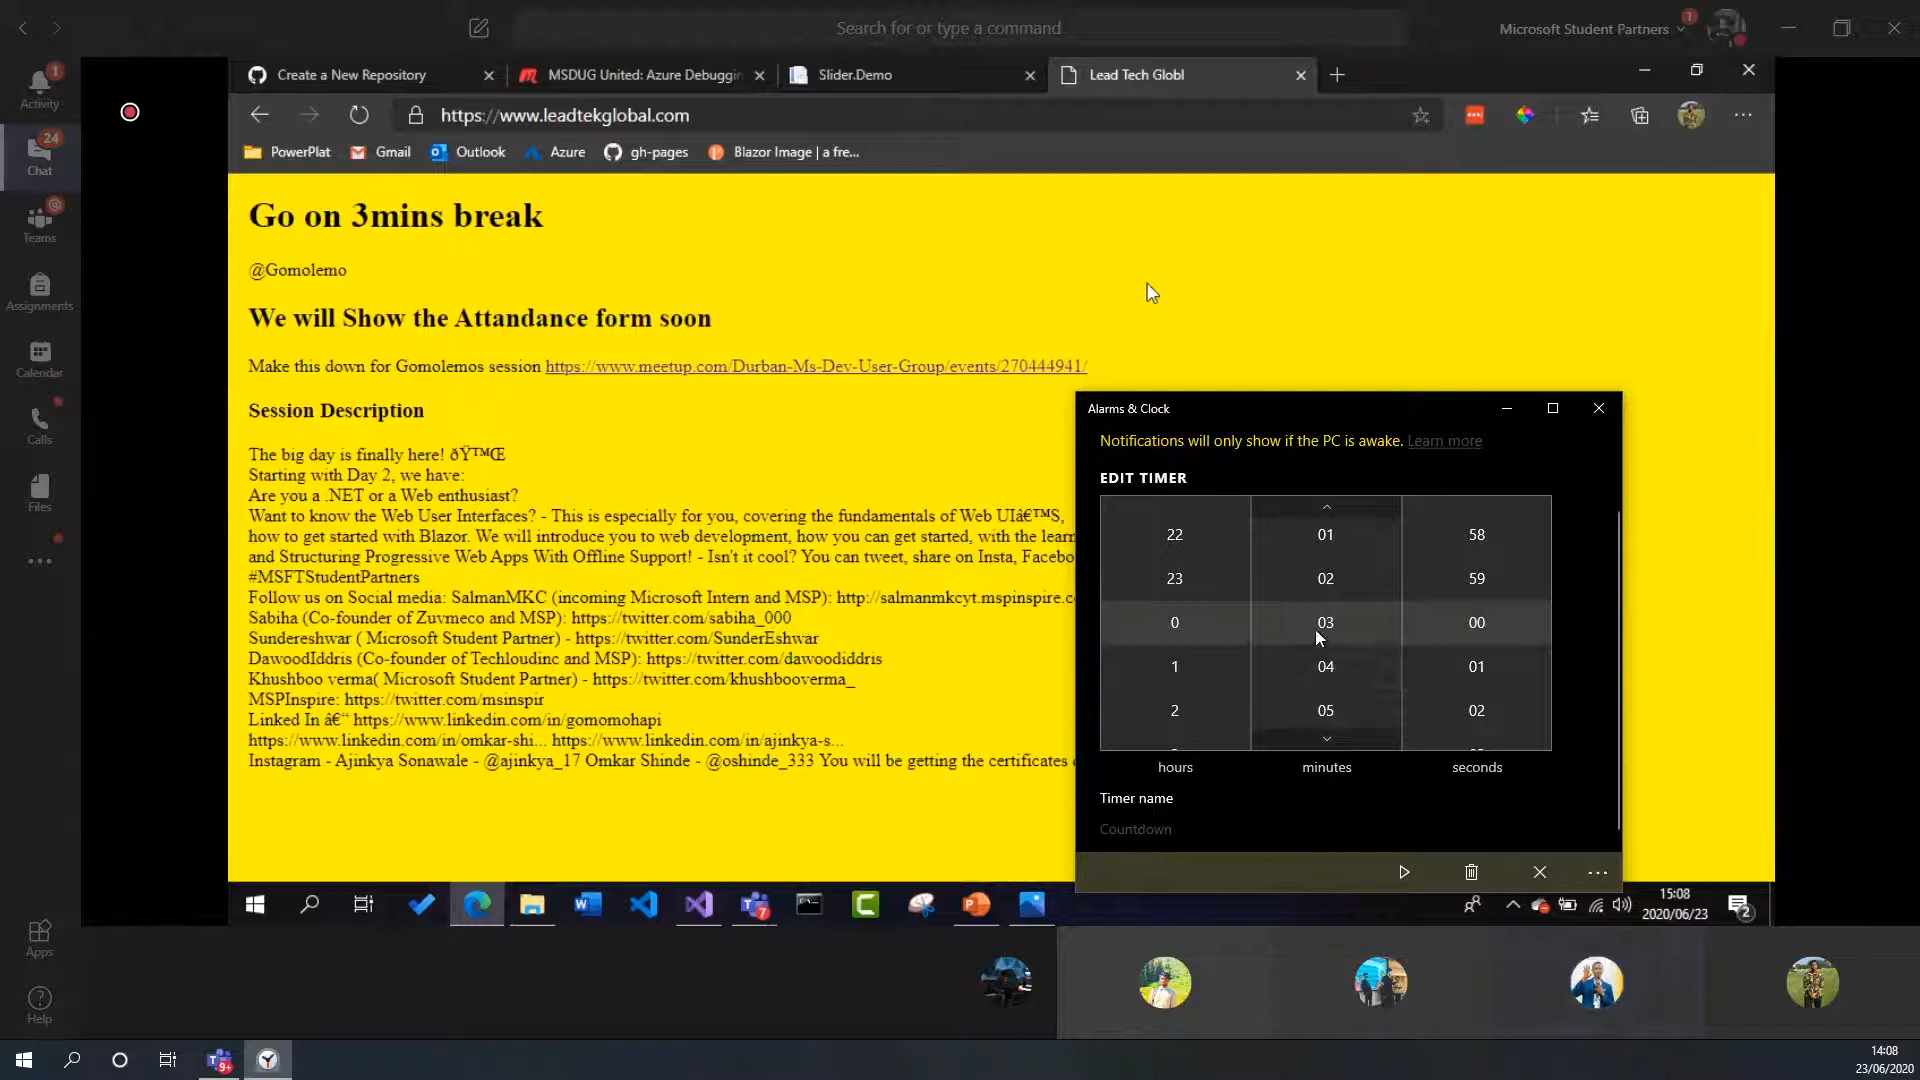 Search for or type a command
Microsoft Student Partners
1
Activity
1
Chat
24
Teams
Assignments
Calendar
Calls
Files
Apps
Help
Create a New Repository
MSDUG United: Azure Debuggin
Slider.Demo
Lead Tech Globl
https://www.leadtekglobal.com
PowerPlat
Gmail
Outlook
Azure
gh-pages
Blazor Image | a fre...
Go on 3mins break
@Gomolemo
We will Show the Attandance form soon
Make this down for Gomolemos session https://www.meetup.com/Durban-Ms-Dev-User-Group/events/270444941/
Session Description
The big day is finally here! ðŸ™Œ
Starting with Day 2, we have:
Are you a .NET or a Web enthusiast?
Want to know the Web User Interfaces? - This is especially for you, covering the fundamentals of Web UIâ€™S,
how to get started with Blazor. We will introduce you to web development, how you can get started, with the learn
and Structuring Progressive Web Apps With Offline Support! - Isn't it cool? You can tweet, share on Insta, Facebo
#MSFTStudentPartners
Follow us on Social media: SalmanMKC (incoming Microsoft Intern and MSP): http://salmanmkcyt.mspinspire.c
Sabiha (Co-founder of Zuvmeco and MSP): https://twitter.com/sabiha_000
Sundereshwar ( Microsoft Student Partner) - https://twitter.com/SunderEshwar
DawoodIddris (Co-founder of Techloudinc and MSP): https://twitter.com/dawoodiddris
Khushboo verma( Microsoft Student Partner) - https://twitter.com/khushbooverma_
MSPInspire: https://twitter.com/msinspir
Linked In â€“ https://www.linkedin.com/in/gomomohapi
https://www.linkedin.com/in/omkar-shi... https://www.linkedin.com/in/ajinkya-s...
Instagram - Ajinkya Sonawale - @ajinkya_17 Omkar Shinde - @oshinde_333 You will be getting the certificates
Alarms & Clock
Notifications will only show if the PC is awake. Learn more
EDIT TIMER
22 01 58
23 02 59
0 03 00
1 04 01
2 05 02
hours minutes seconds
Timer name
Countdown
7
15:08
2020/06/23
2
9+
14:08
23/06/2020